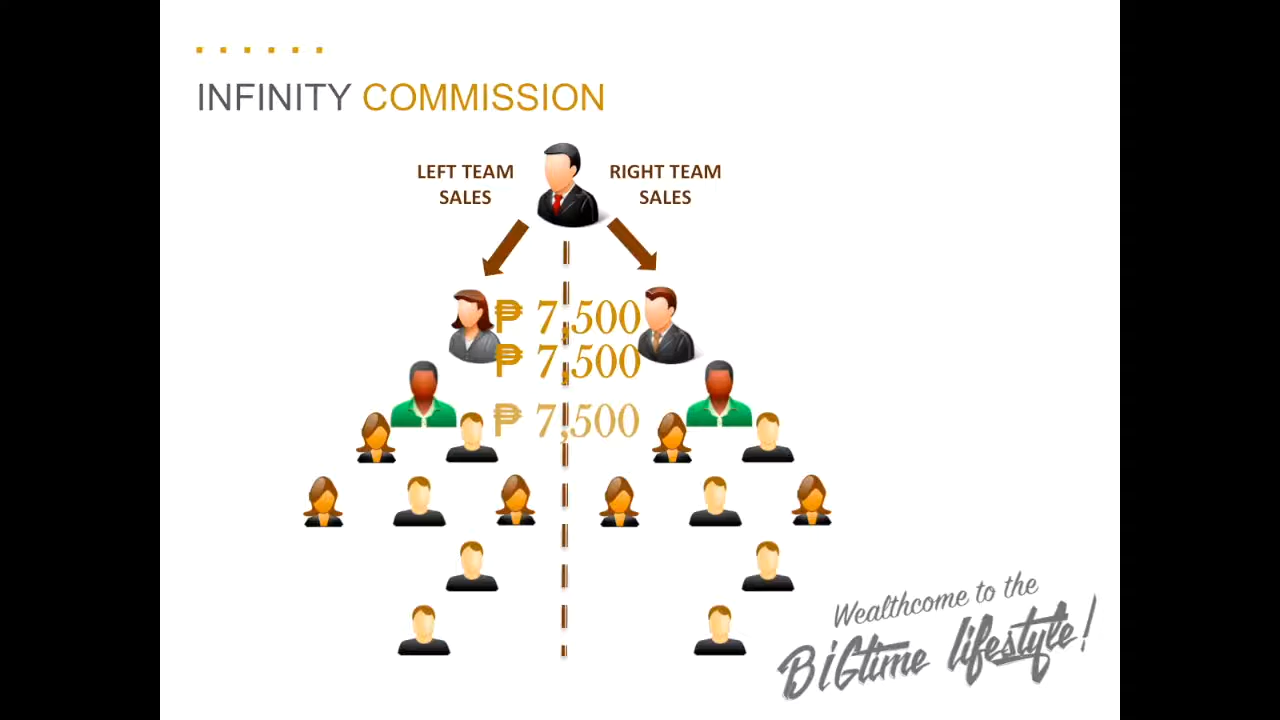 INFINITY COMMISSION
LEFT TEAM
SALES
RIGHT TEAM
SALES
₱ 7,500
₱ 7,500
₱ 7,500
Wealthcome to the
BiGtime lifestyle!